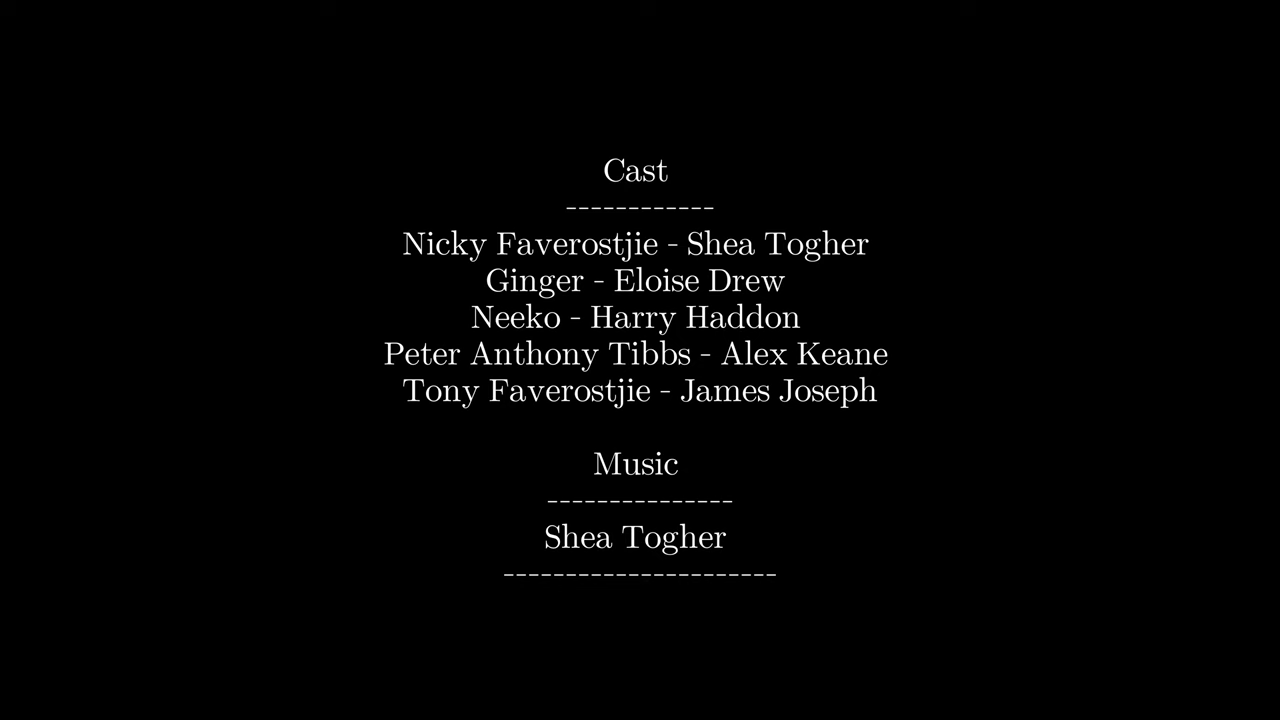 Cast
------------
Nicky Faverostjie - Shea Togher
Ginger - Eloise Drew
Neeko - Harry Haddon
Peter Anthony Tibbs - Alex Keane
Tony Faverostjie - James Joseph
Music
---------------
Shea Togher
----------------------